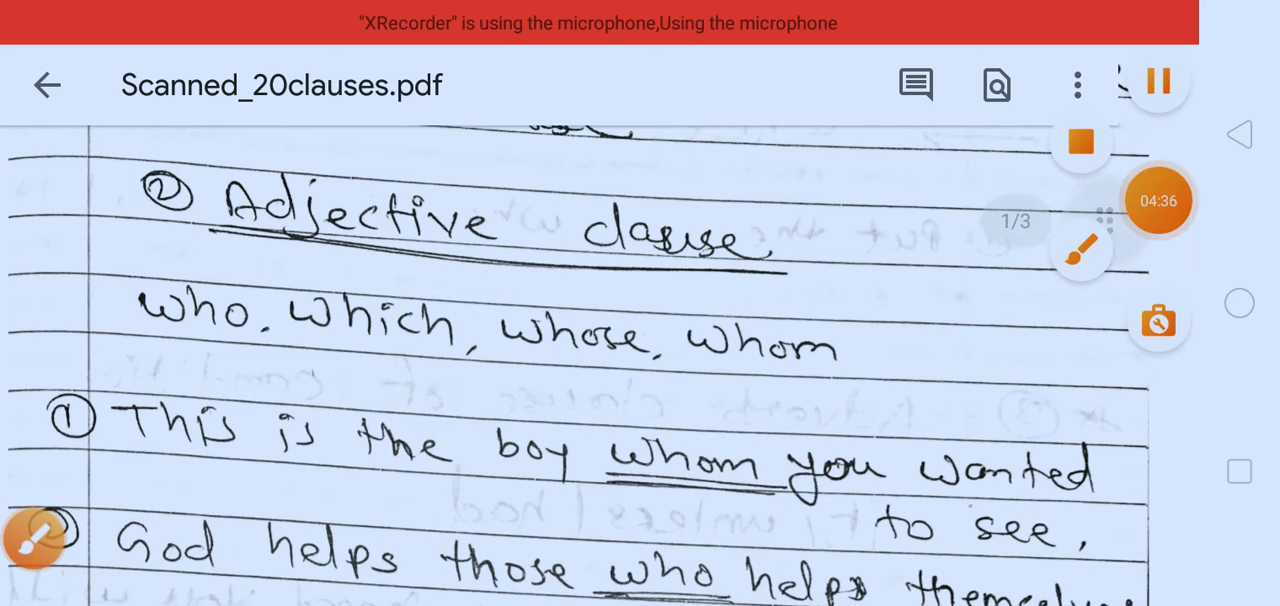 "XRecorder" is using the microphone,Using the microphone
Scanned_20clauses.pdf
② Adjective clause.
1/3
04:36
who, which, whose, whom
① This is the boy whom you wanted
to see,
② God helps those who helps